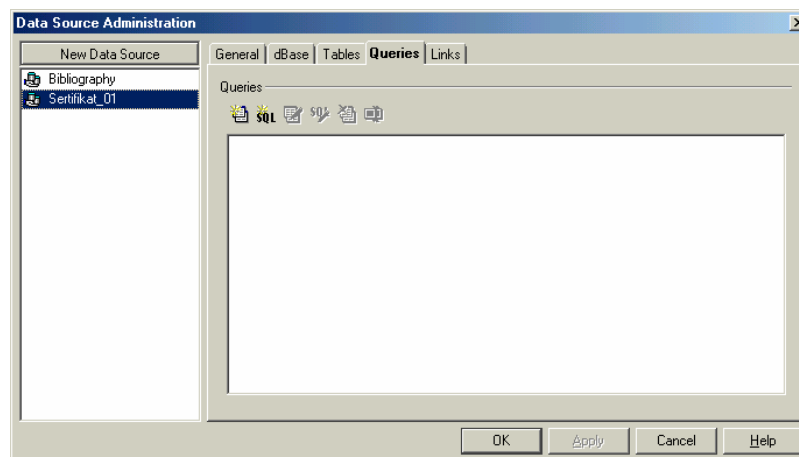 Data Source Administration
New Data Source
General dBase Tables Queries Links
Bibliography
Sertifikat_01
Queries
SQL SQL
OK Apply Cancel Help